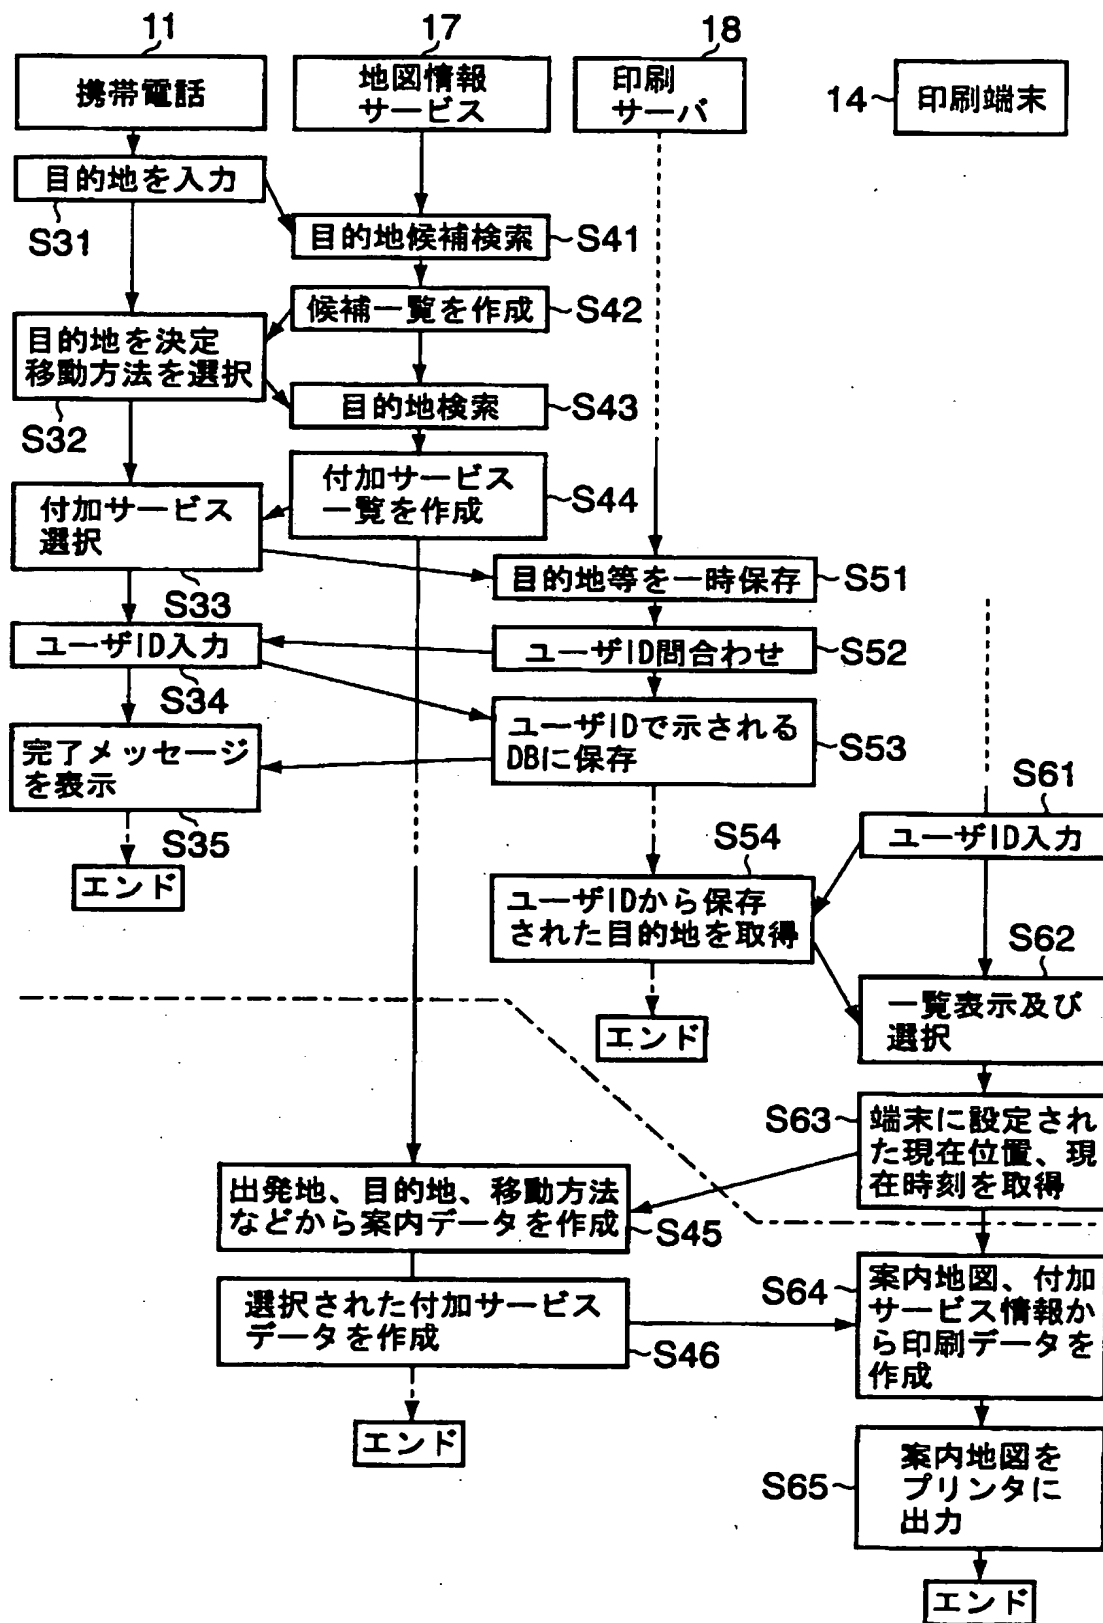 11
17
18
携帯電話
地図情報
サービス
印刷
サーバ
14
印刷端末
目的地を入力
S31
目的地候補検索
S41
候補一覧を作成
S42
目的地を決定
移動方法を選択
S32
目的地検索
S43
付加サービス
一覧を作成
S44
付加サービス
選択
S33
目的地等を一時保存
S51
ユーザID入力
S34
ユーザID問合わせ
S52
ユーザIDで示される
DBに保存
S53
完了メッセージ
を表示
S35
エンド
S61
ユーザID入力
S54
ユーザIDから保存
された目的地を取得
エンド
S62
一覧表示及び
選択
S63
端末に設定され
た現在位置、現
在時刻を取得
出発地、目的地、移動方法
などから案内データを作成
S45
選択された付加サービス
データを作成
S46
エンド
S64
案内地図、付加
サービス情報か
ら印刷データを
作成
S65
案内地図を
プリンタに
出力
エンド